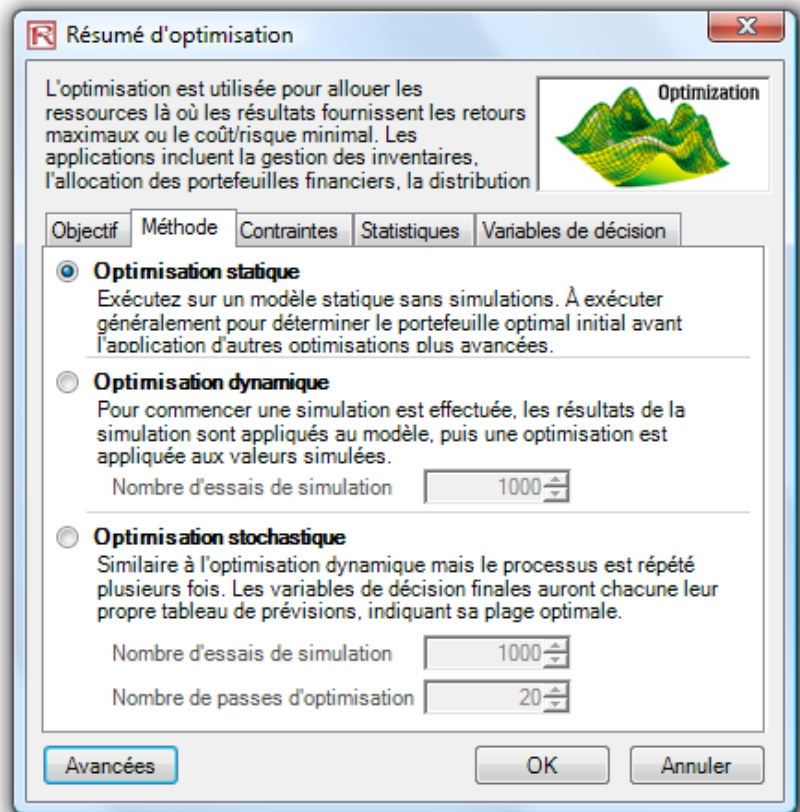 Résumé d'optimisation
L'optimisation est utilisée pour allouer les
ressources là où les résultats fournissent les retours
maximaux ou le coût/risque minimal. Les
applications incluent la gestion des inventaires,
l'allocation des portefeuilles financiers, la distribution
Optimization
Objectif Méthode Contraintes Statistiques Variables de décision
Optimisation statique
Exécutez sur un modèle statique sans simulations. À exécuter
généralement pour déterminer le portefeuille optimal initial avant
l'application d'autres optimisations plus avancées.
Optimisation dynamique
Pour commencer une simulation est effectuée, les résultats de la
simulation sont appliqués au modèle, puis une optimisation est
appliquée aux valeurs simulées.
Nombre d'essais de simulation 1000
Optimisation stochastique
Similaire à l'optimisation dynamique mais le processus est répété
plusieurs fois. Les variables de décision finales auront chacune leur
propre tableau de prévisions, indiquant sa plage optimale.
Nombre d'essais de simulation 1000
Nombre de passes d'optimisation 20
Avancées OK Annuler